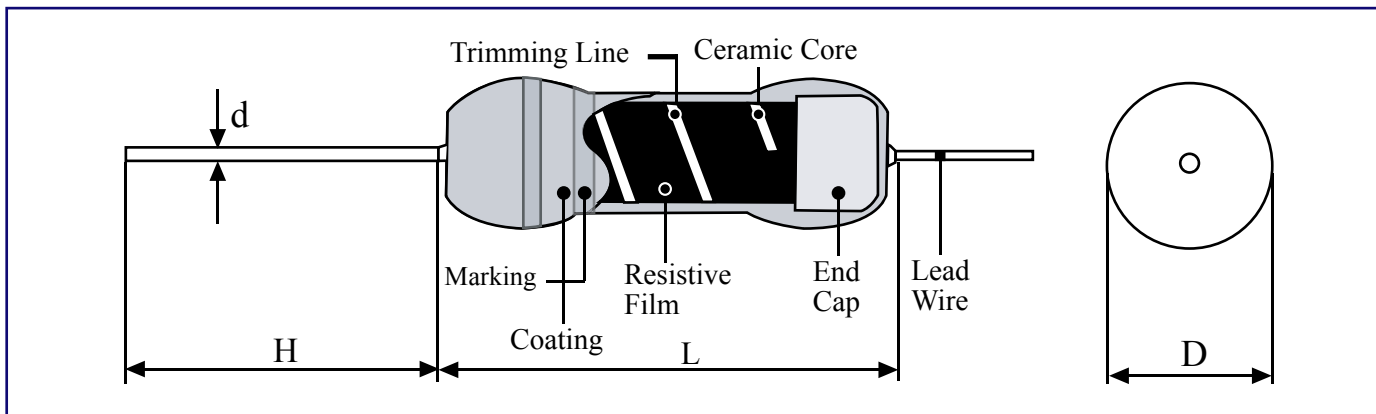 Trimming Line
Ceramic Core
d
Marking
Resistive
Film
End
Cap
Lead
Wire
Coating
H
L
D